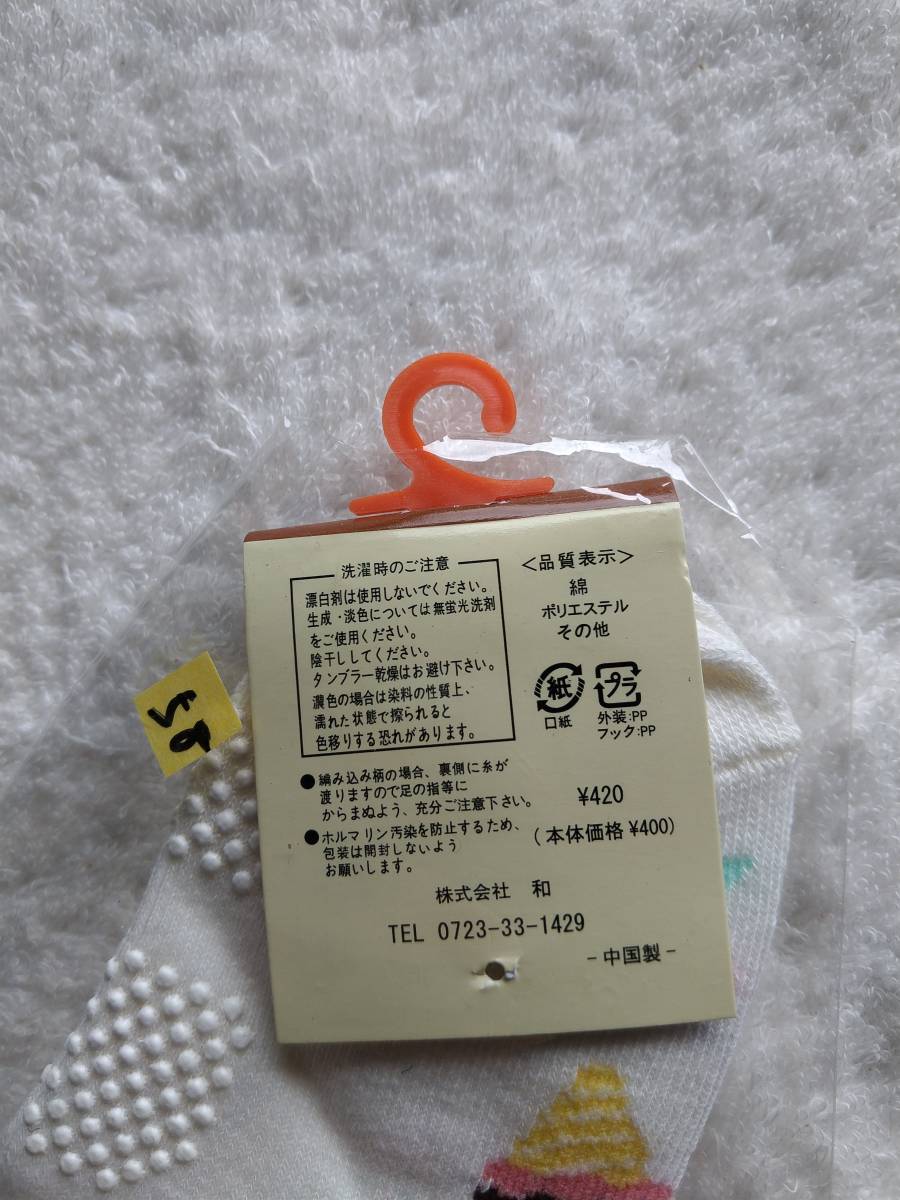 洗濯時のご注意
漂白剤は使用しないでください。
生成・淡色については無蛍光洗剤
をご使用ください。
陰干ししてください。
タンブラー乾燥はお避け下さい。
濃色の場合は染料の性質上、
濡れた状態で擦られると
色移りする恐れがあります。
●編み込み柄の場合、裏側に糸が
渡りますので足の指等に
からまぬよう、充分ご注意下さい。
●ホルマリン汚染を防止するため、
包装は開封しないよう
お願いします。
＜品質表示＞
綿
ポリエステル
その他
紙
口紙
プラ
外装:PP
フック:PP
¥420
(本体価格¥400)
株式会社 和
TEL 0723-33-1429
-中国製-